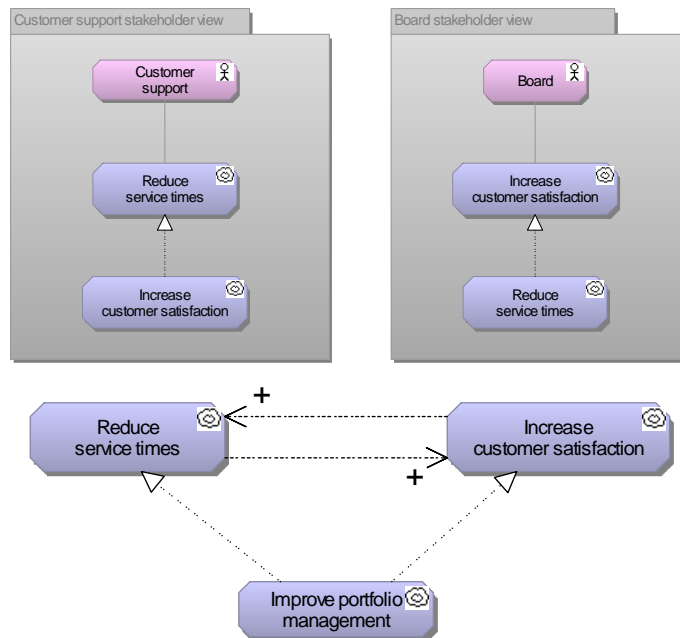 Customer support stakeholder view
Customer
support
Reduce
service times
Increase
customer satisfaction
Board stakeholder view
Board
Increase
customer satisfaction
Reduce
service times
+
Reduce
service times
Increase
customer satisfaction
+
Improve portfolio
management